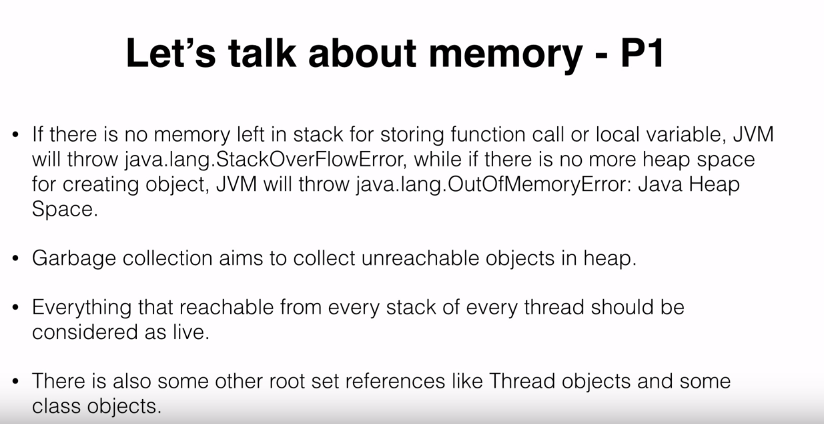 Let's talk about memory - P1
• If there is no memory left in stack for storing function call or local variable, JVM
will throw java.lang.StackOverFlowError, while if there is no more heap space
for creating object, JVM will throw java.lang.OutOfMemoryError: Java Heap
Space.
• Garbage collection aims to collect unreachable objects in heap.
• Everything that reachable from every stack of every thread should be
considered as live.
• There is also some other root set references like Thread objects and some
class objects.